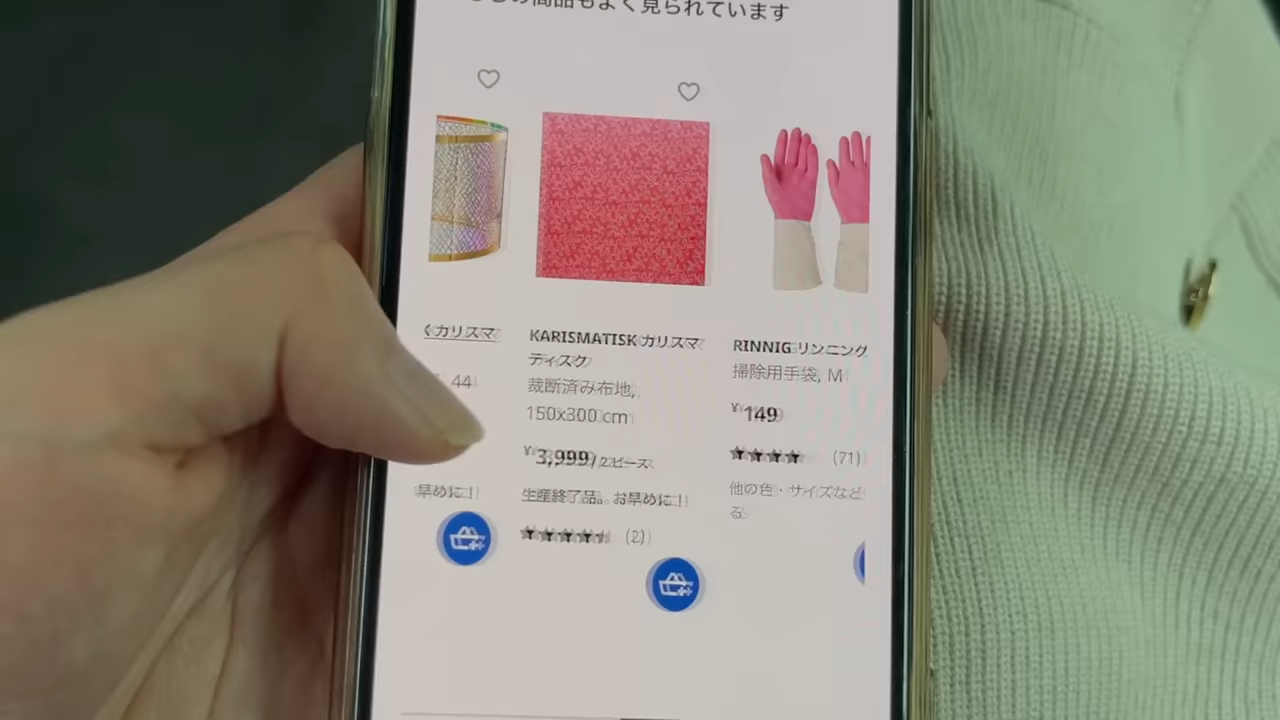 の商品もよく見られています
カリスマ
44
早めに!
KARISMATISK カリスマ
ティスク
裁断済み布地,
150x300 cm
¥3,999/2ピース
生産終了品。お早めに!
(2)
RINNIG リンニング
掃除用手袋, M
¥149
(71)
他の色・サイズなど
る